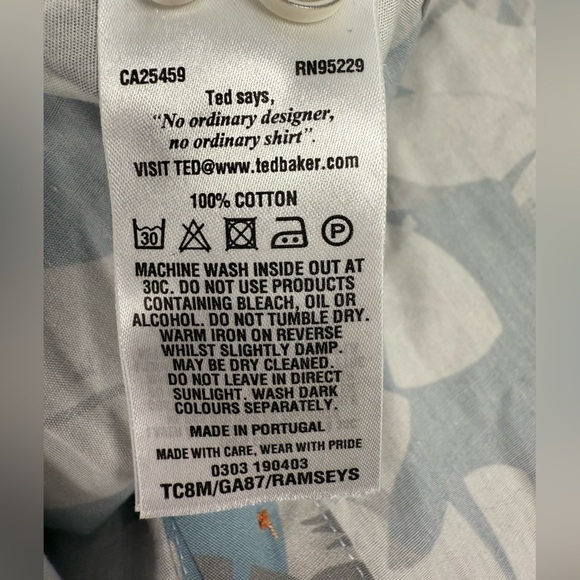 CA25459 RN95229
Ted says,
"No ordinary designer,
no ordinary shirt".
VISIT TED@www.tedbaker.com
100% COTTON
30 P
MACHINE WASH INSIDE OUT AT
30C. DO NOT USE PRODUCTS
CONTAINING BLEACH, OIL OR
ALCOHOL. DO NOT TUMBLE DRY.
WARM IRON ON REVERSE
WHILST SLIGHTLY DAMP.
MAY BE DRY CLEANED.
DO NOT LEAVE IN DIRECT
SUNLIGHT. WASH DARK
COLOURS SEPARATELY.
MADE IN PORTUGAL
MADE WITH CARE, WEAR WITH PRIDE
0303 190403
TC8M/GA87/RAMSEYS